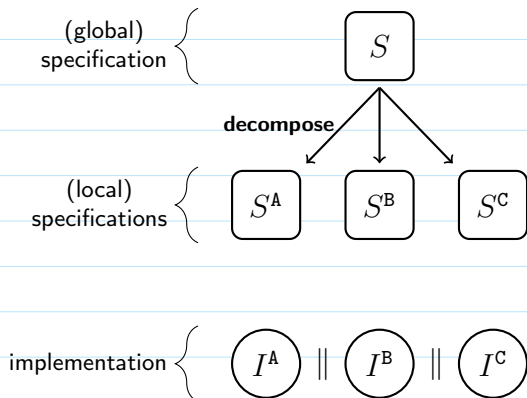 (global)
specification
S
decompose
(local)
specifications
S^A S^B S^C
implementation
I^A || I^B || I^C